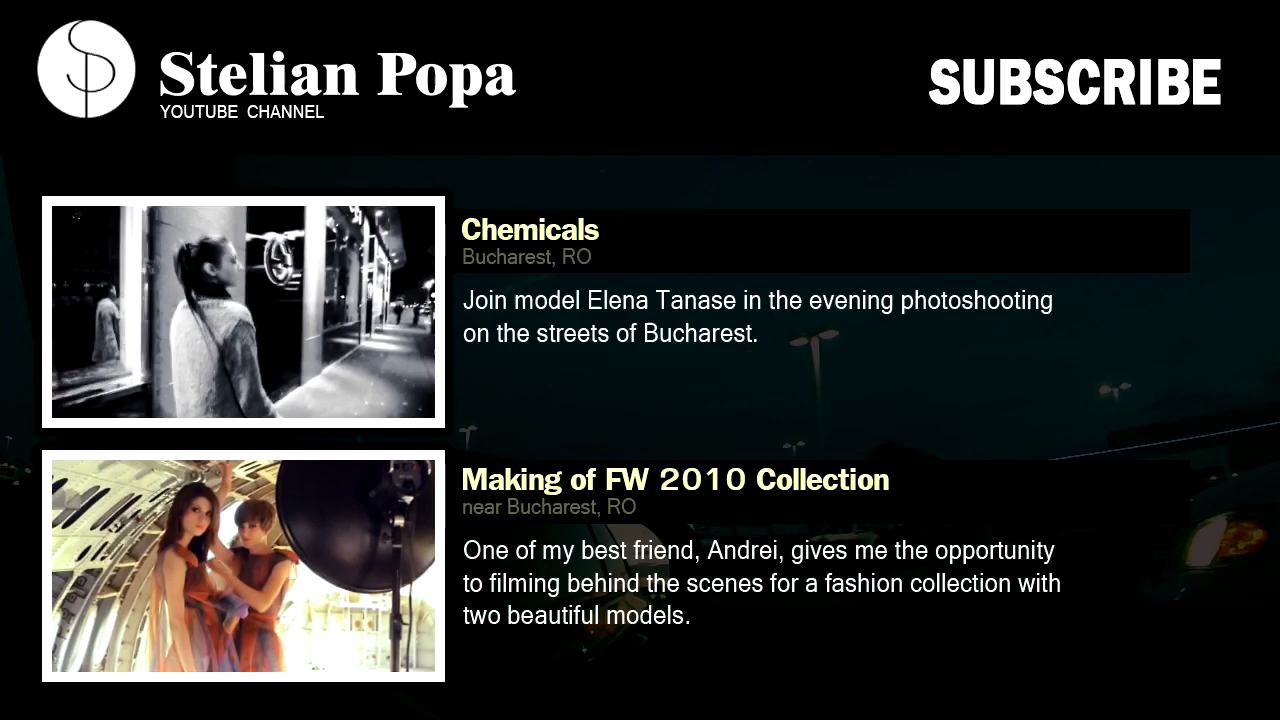 Stelian Popa
YOUTUBE CHANNEL
SUBSCRIBE
Chemicals
Bucharest, RO
Join model Elena Tanase in the evening photoshooting
on the streets of Bucharest.
Making of FW 2010 Collection
near Bucharest, RO
One of my best friend, Andrei, gives me the opportunity
to filming behind the scenes for a fashion collection with
two beautiful models.